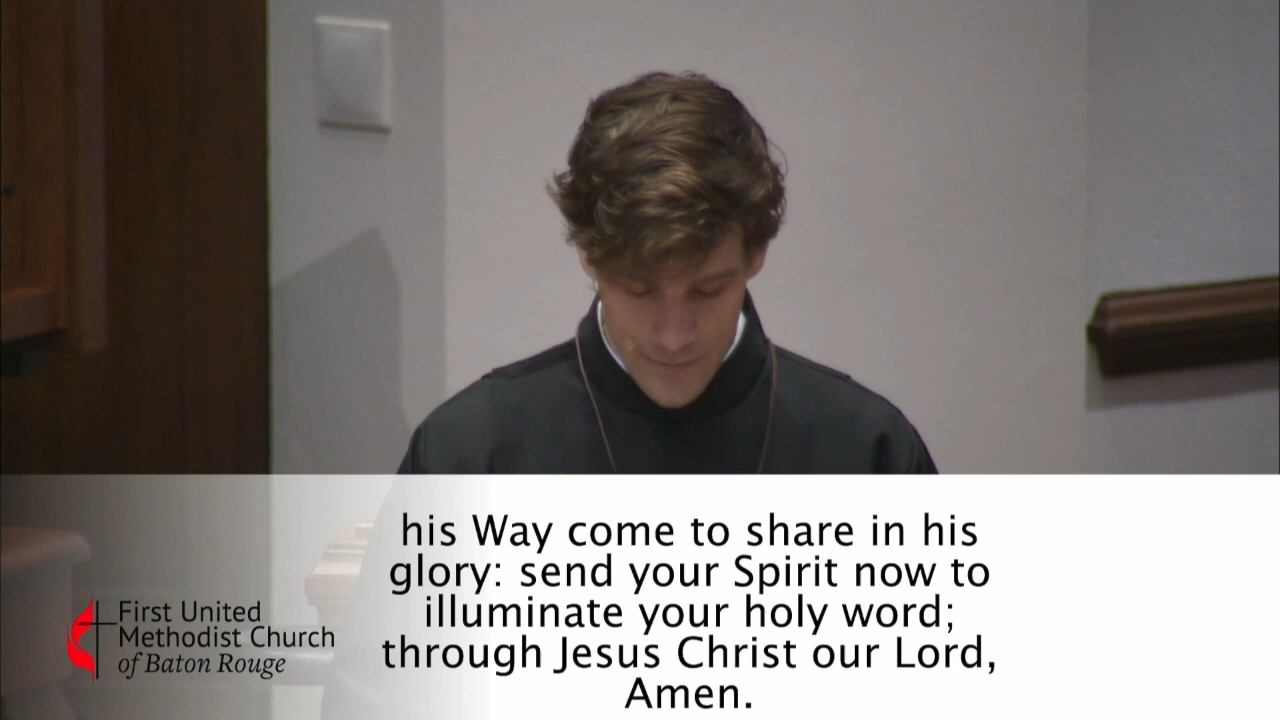 his Way come to share in his
glory: send your Spirit now to
illuminate your holy word;
through Jesus Christ our Lord,
Amen.
First United
Methodist Church
of Baton Rouge